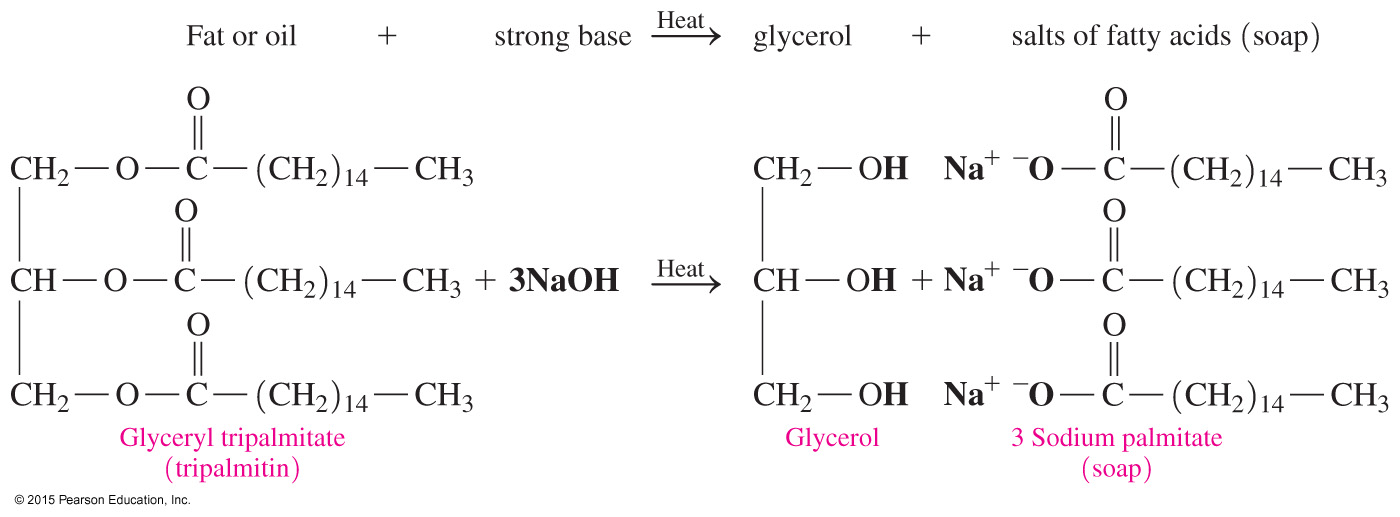 Fat or oil + strong base Heat⟶ glycerol + salts of fatty acids (soap)
O O
CH₂—O—C—(CH₂)₁₄—CH₃ CH₂—OH Na⁺ ⁻O—C—(CH₂)₁₄—CH₃
O O
CH—O—C—(CH₂)₁₄—CH₃ + 3NaOH Heat⟶ CH—OH + Na⁺ ⁻O—C—(CH₂)₁₄—CH₃
O O
CH₂—O—C—(CH₂)₁₄—CH₃ CH₂—OH Na⁺ ⁻O—C—(CH₂)₁₄—CH₃
Glyceryl tripalmitate Glycerol 3 Sodium palmitate
(tripalmitin) (soap)
© 2015 Pearson Education, Inc.